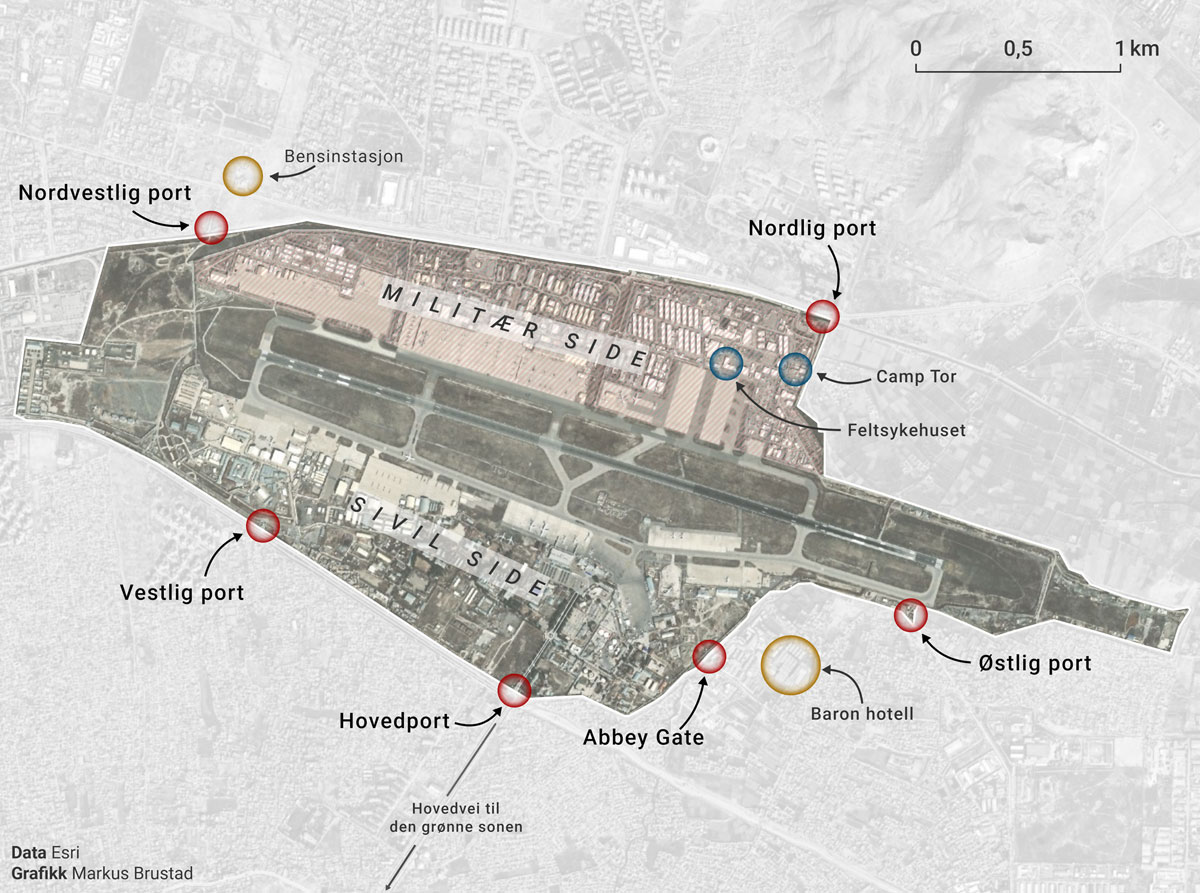 0 0,5 1 km
Bensinstasjon
Nordvestlig port
Nordlig port
MILITÆR SIDE
Camp Tor
Feltsykehuset
SIVIL SIDE
Vestlig port
Østlig port
Hovedport
Baron hotell
Abbey Gate
Hovedvei til
den grønne sonen
Data Esri
Grafikk Markus Brustad